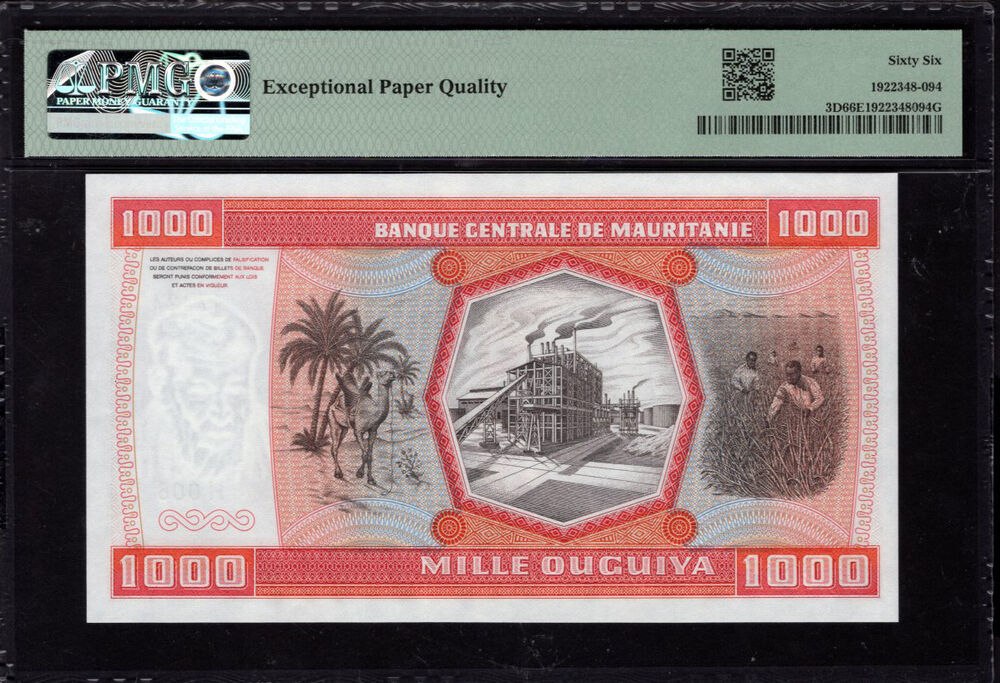 PMG
PAPER MONEY GUARANTY
Exceptional Paper Quality
Sixty Six
1922348-094
3D66E1922348094G
1000
BANQUE CENTRALE DE MAURITANIE
1000
LES AUTEURS OU COMPLICES DE FALSIFICATION
OU DE CONTREFACON DE BILLETS DE BANQUE
SERONT PUNIS CONFORMEMENT AUX LOIS
ET ACTES EN VIGUEUR.
1000
MILLE OUGUIYA
1000